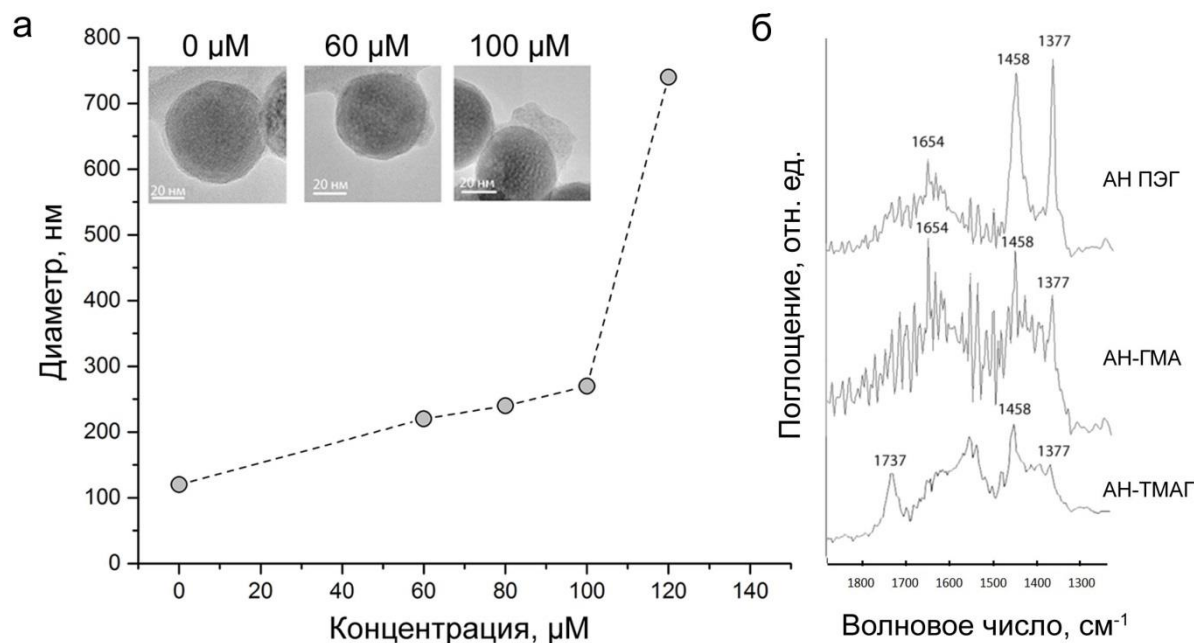 а
0 µM 60 µM 100 µM
20 нм 20 нм 20 нм
Диаметр, нм
800
700
600
500
400
300
200
100
0
0 20 40 60 80 100 120 140
Концентрация, µM
б
1458 1377
1654
АН ПЭГ
1654 1458
1377
АН-ГМА
1458
1737 1377
АН-ТМАГ
Поглощение, отн. ед.
1800 1700 1600 1500 1400 1300
Волновое число, см⁻¹